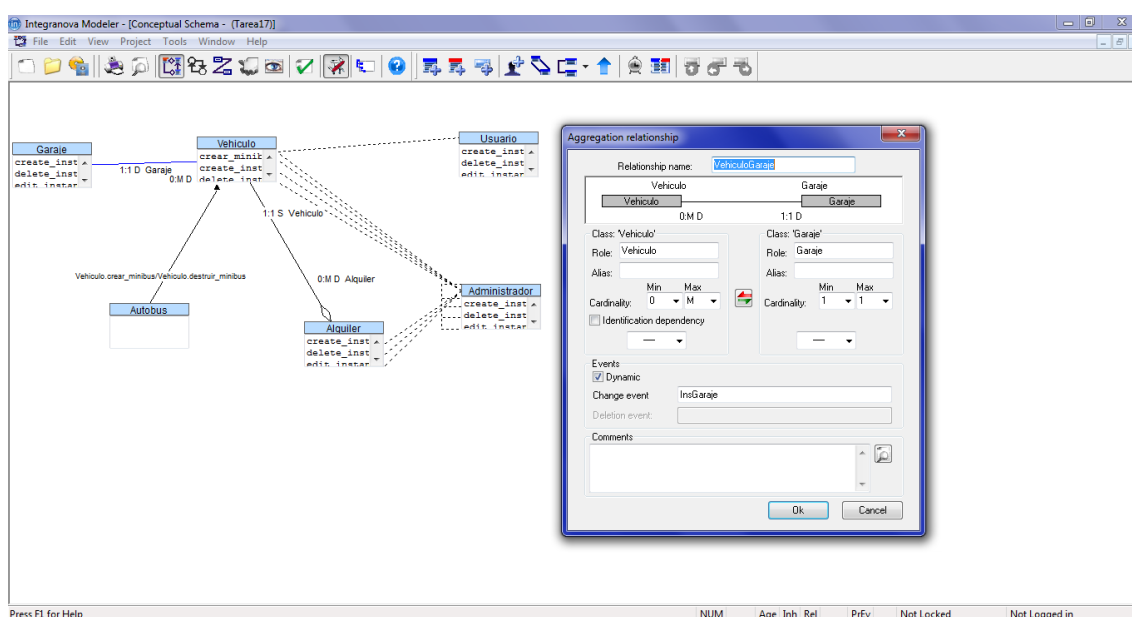 Integranova Modeler - [Conceptual Schema - (Tarea17)]
File Edit View Project Tools Window Help
Garaje
create_inst
delete_inst
edit_instar
1:1 D Garaje
0:M D
Vehiculo
crear_minik
create_inst
delete_inst
Usuario
create_inst
delete_inst
edit_instar
1:1 S Vehiculo
Vehiculo.crear_minibus/Vehiculo.destruir_minibus
0:M D Alquiler
Autobus
Alquiler
create_inst
delete_inst
edit_instar
Administrador
create_inst
delete_inst
edit_instar
Aggregation relationship
Relationship name: VehiculoGaraje
Vehiculo Garaje
Vehiculo Garaje
0:M D 1:1 D
Class: 'Vehiculo' Class: 'Garaje'
Role: Vehiculo Role: Garaje
Alias: Alias:
Min Max Min Max
Cardinality: 0 M Cardinality: 1 1
Identification dependency
Events
Dynamic
Change event InsGaraje
Deletion event:
Comments
Ok Cancel
Press F1 for Help NUM Age Inh Rel PrEv Not Locked Not Logged in